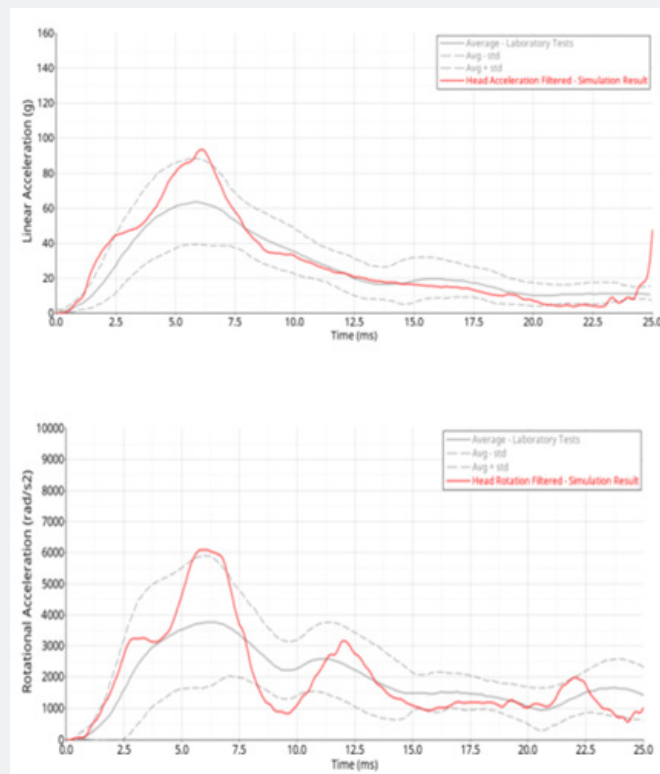 160
140
120
100
80
60
40
20
0
Linear Acceleration (g)
Average - Laboratory Tests
Avg - std
Avg + std
Head Acceleration Filtered - Simulation Result
0.0 2.5 5.0 7.5 10.0 12.5 15.0 17.5 20.0 22.5 25.0
Time (ms)
10000
9000
8000
7000
6000
5000
4000
3000
2000
1000
0
Rotational Acceleration (rad/s2)
Average - Laboratory Tests
Avg - std
Avg + std
Head Rotation Filtered - Simulation Result
0.0 2.5 5.0 7.5 10.0 12.5 15.0 17.5 20.0 22.5 25.0
Time (ms)